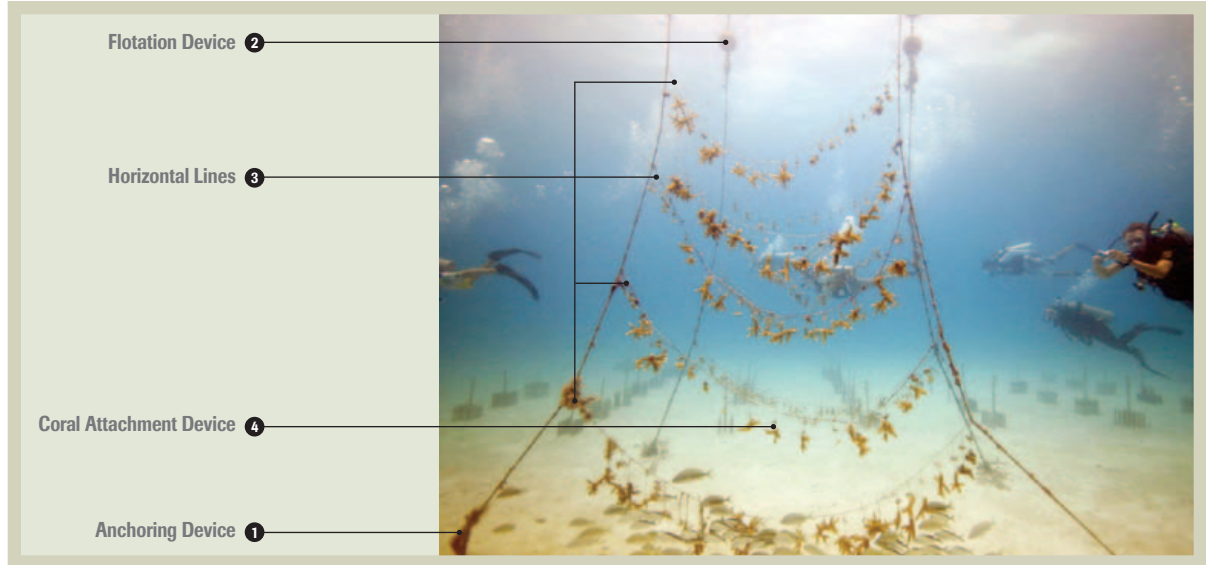 Flotation Device 2
Horizontal Lines 3
Coral Attachment Device 4
Anchoring Device 1